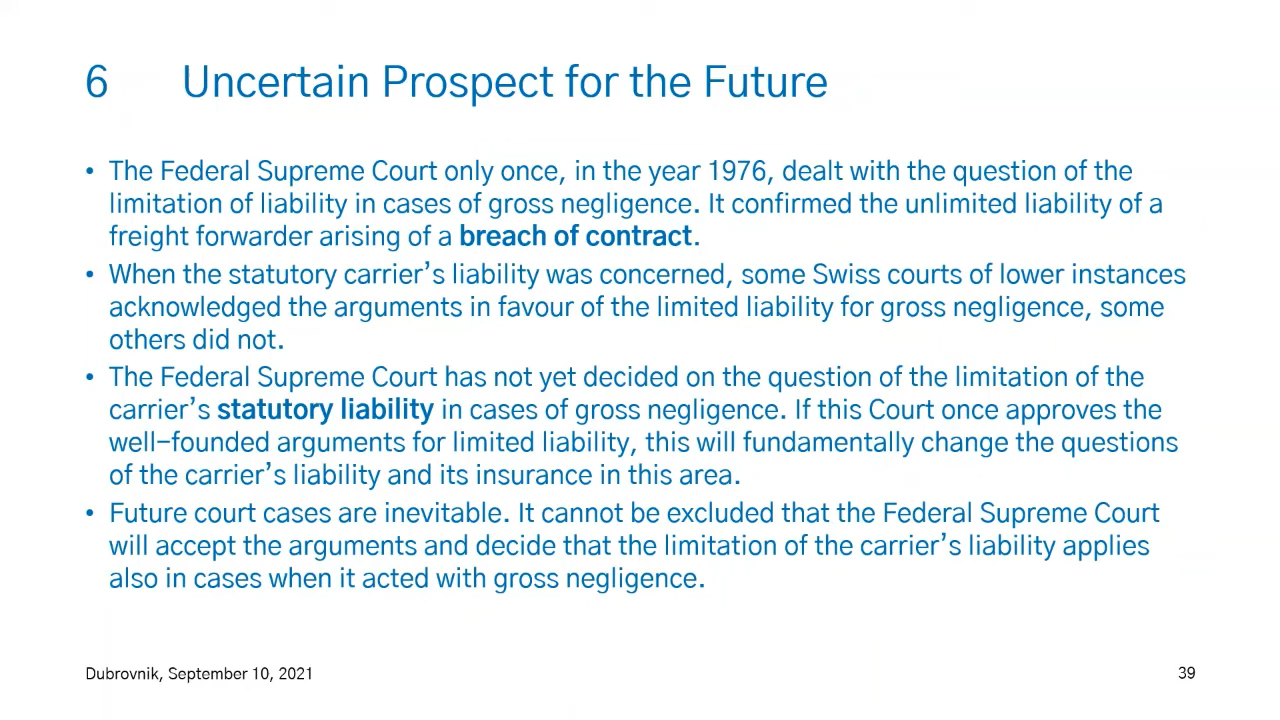 6 Uncertain Prospect for the Future
• The Federal Supreme Court only once, in the year 1976, dealt with the question of the
limitation of liability in cases of gross negligence. It confirmed the unlimited liability of a
freight forwarder arising of a breach of contract.
• When the statutory carrier’s liability was concerned, some Swiss courts of lower instances
acknowledged the arguments in favour of the limited liability for gross negligence, some
others did not.
• The Federal Supreme Court has not yet decided on the question of the limitation of the
carrier’s statutory liability in cases of gross negligence. If this Court once approves the
well-founded arguments for limited liability, this will fundamentally change the questions
of the carrier’s liability and its insurance in this area.
• Future court cases are inevitable. It cannot be excluded that the Federal Supreme Court
will accept the arguments and decide that the limitation of the carrier’s liability applies
also in cases when it acted with gross negligence.
Dubrovnik, September 10, 2021
39